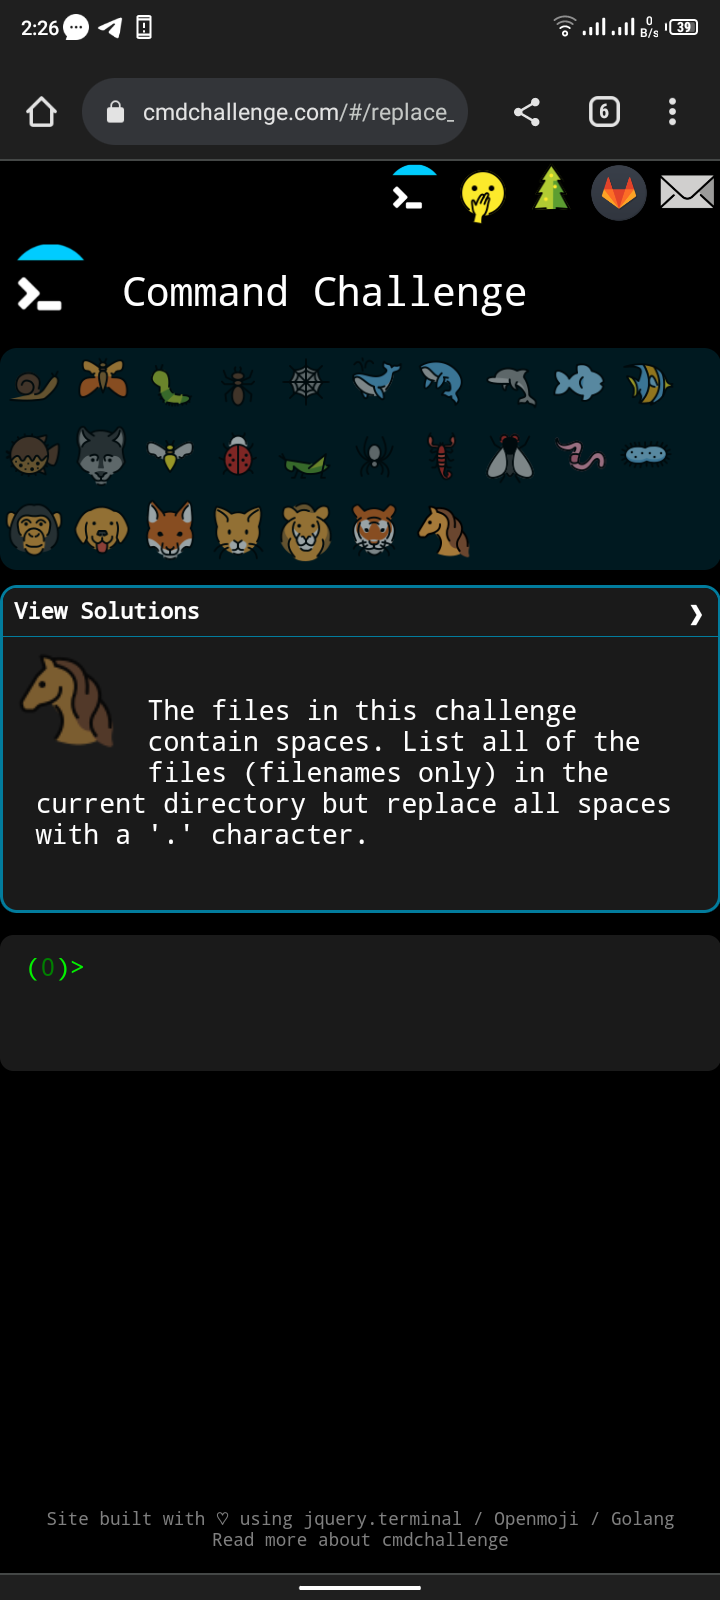 2:26
0
B/s
39
cmdchallenge.com/#/replace_
6
Command Challenge
View Solutions
The files in this challenge
contain spaces. List all of the
files (filenames only) in the
current directory but replace all spaces
with a '.' character.
(0)>
Site built with ♡ using jquery.terminal / Openmoji / Golang
Read more about cmdchallenge